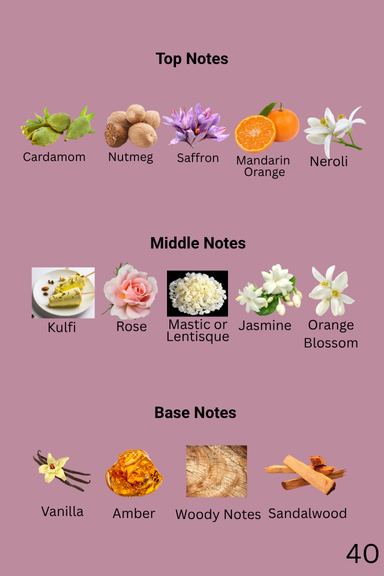 Top Notes
Cardamom
Nutmeg
Saffron
Mandarin
Orange
Neroli
Middle Notes
Kulfi
Rose
Mastic or
Lentisque
Jasmine
Orange
Blossom
Base Notes
Vanilla
Amber
Woody Notes
Sandalwood
40